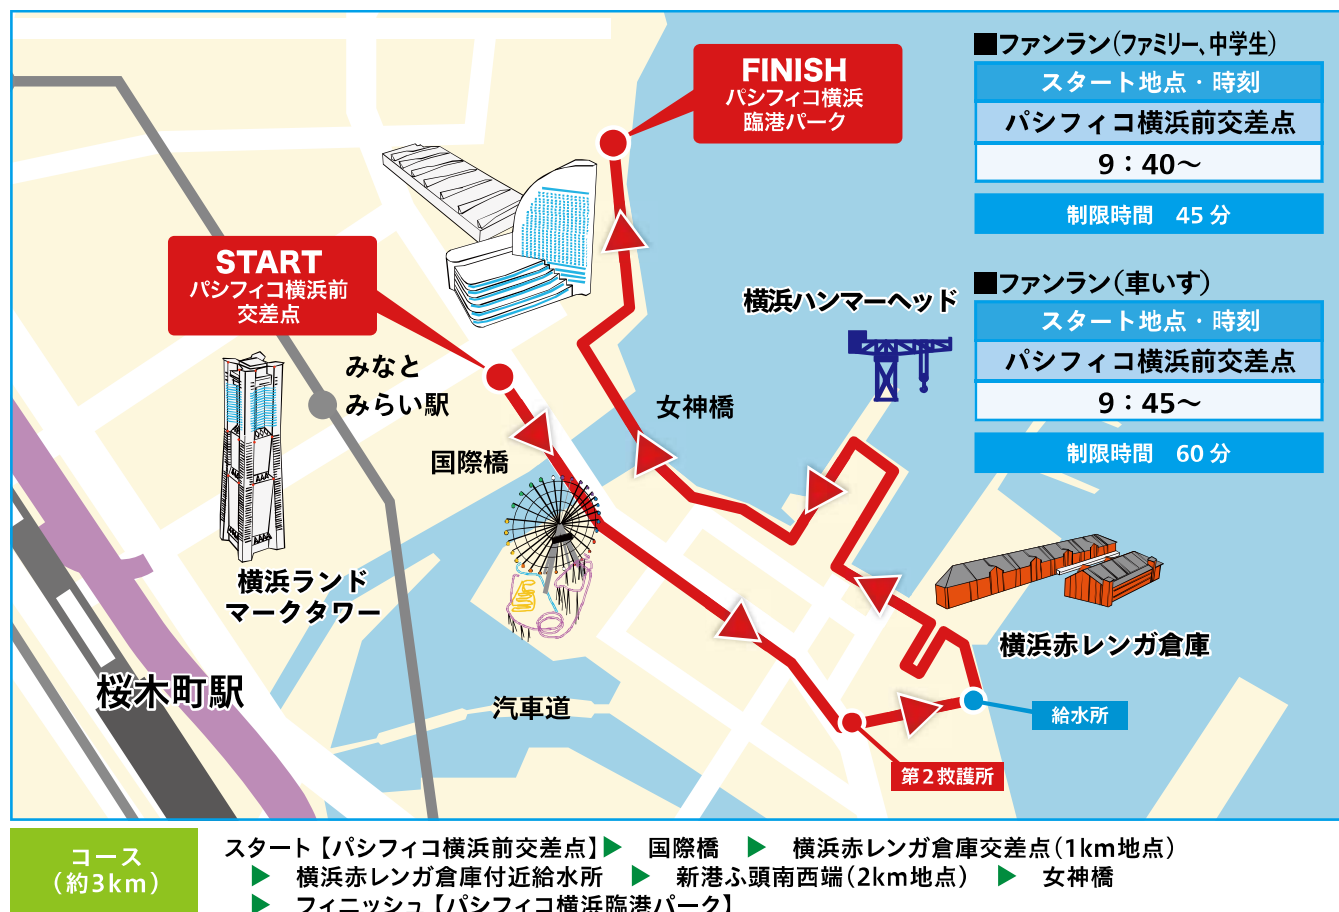 FINISH
パシフィコ横浜
臨港パーク
START
パシフィコ横浜前
交差点
みなと
みらい駅
国際橋
女神橋
横浜ハンマーヘッド
横浜ランド
マークタワー
桜木町駅
汽車道
横浜赤レンガ倉庫
給水所
第2救護所
■ファンラン(ファミリー、中学生)
スタート地点・時刻
パシフィコ横浜前交差点
9:40〜
制限時間 45分
■ファンラン(車いす)
スタート地点・時刻
パシフィコ横浜前交差点
9:45〜
制限時間 60分
コース
(約3km)
スタート【パシフィコ横浜前交差点】▶ 国際橋 ▶ 横浜赤レンガ倉庫交差点(1km地点)
▶ 横浜赤レンガ倉庫付近給水所 ▶ 新港ふ頭南西端(2km地点) ▶ 女神橋
▶ フィニッシュ【パシフィコ横浜臨港パーク】